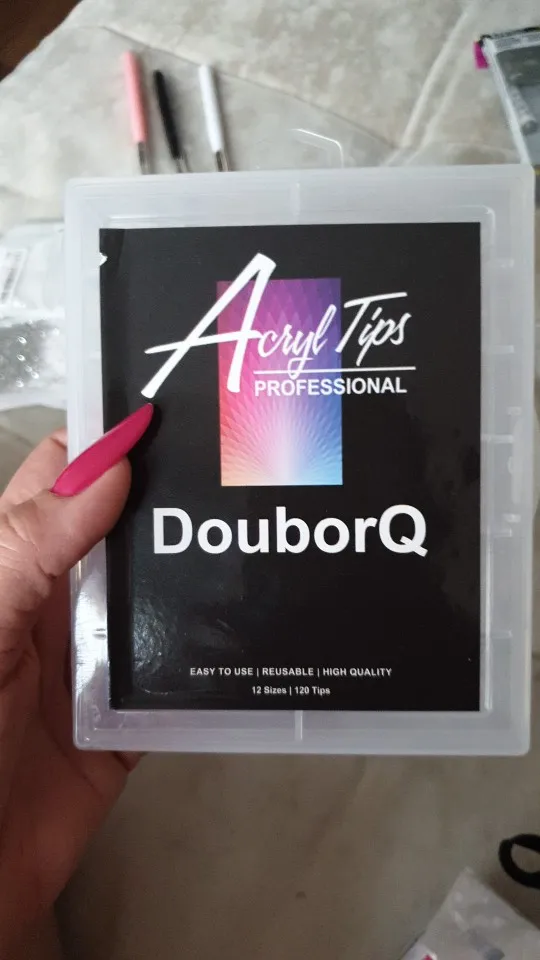 Acryl Tips
PROFESSIONAL
DouborQ
EASY TO USE | REUSABLE | HIGH QUALITY
12 Sizes | 120 Tips